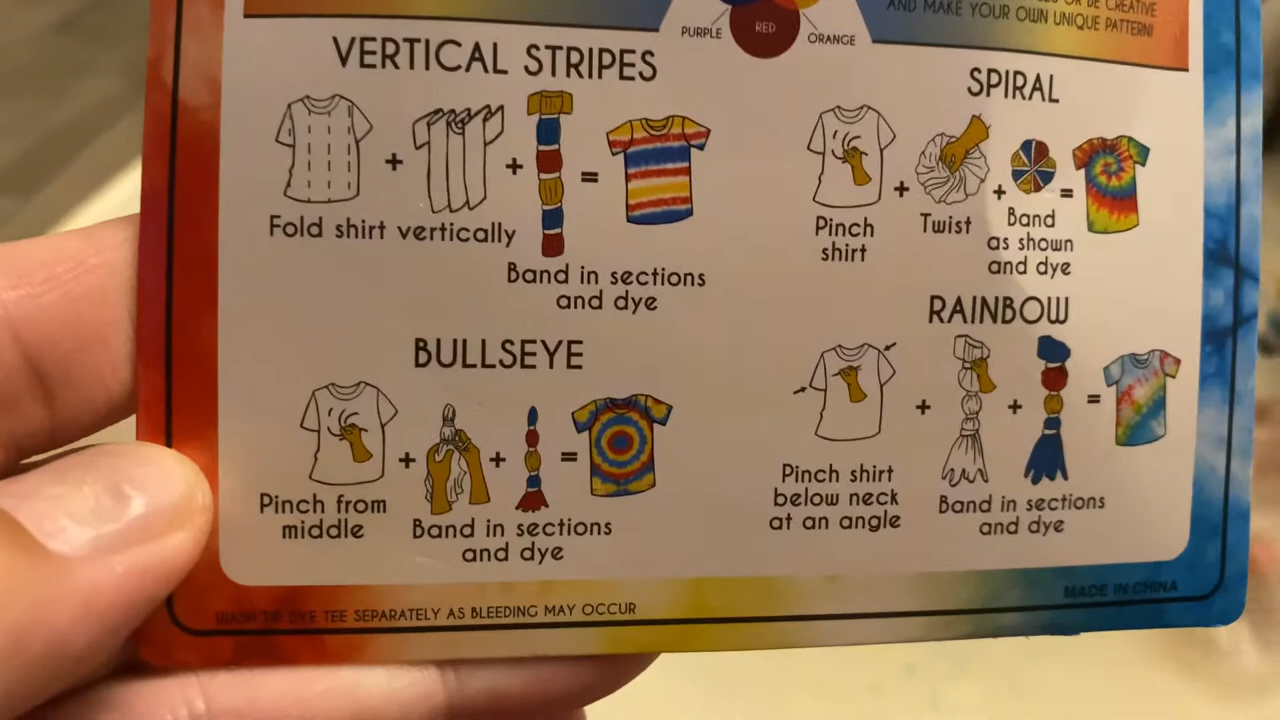 OR BE CREATIVE
AND MAKE YOUR OWN UNIQUE PATTERN!
PURPLE
RED
ORANGE
VERTICAL STRIPES
+
+
=
Fold shirt vertically
Band in sections
and dye
SPIRAL
+
+
=
Pinch
shirt
Twist
Band
as shown
and dye
BULLSEYE
+
+
=
Pinch from
middle
Band in sections
and dye
RAINBOW
+
+
=
Pinch shirt
below neck
at an angle
Band in sections
and dye
WASH TIE DYE TEE SEPARATELY AS BLEEDING MAY OCCUR
MADE IN CHINA